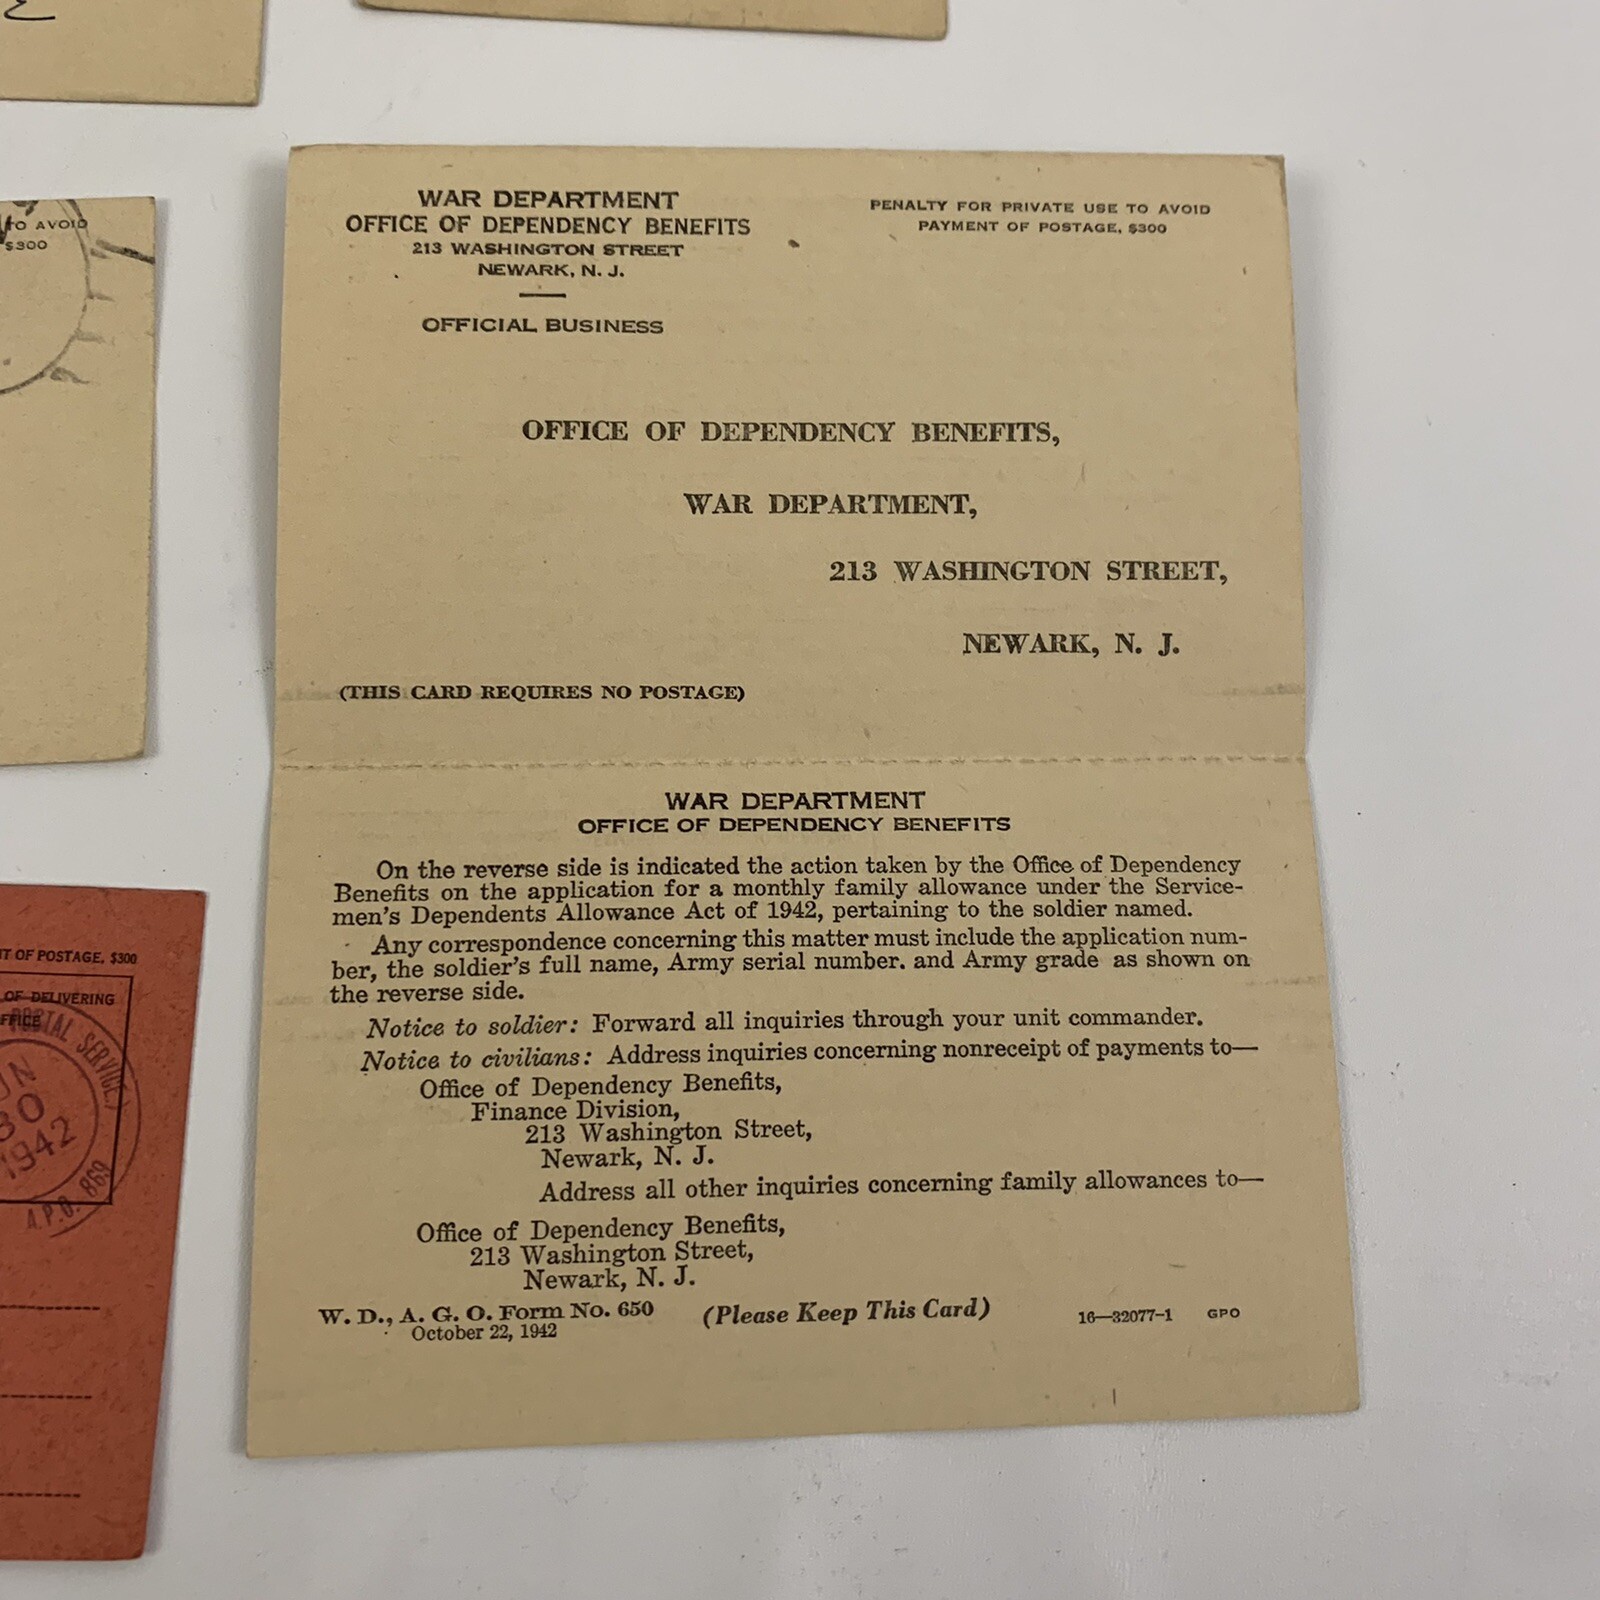 WAR DEPARTMENT
OFFICE OF DEPENDENCY BENEFITS
213 WASHINGTON STREET
NEWARK, N. J.
OFFICIAL BUSINESS
PENALTY FOR PRIVATE USE TO AVOID
PAYMENT OF POSTAGE, $300
OFFICE OF DEPENDENCY BENEFITS,
WAR DEPARTMENT,
213 WASHINGTON STREET,
NEWARK, N. J.
(THIS CARD REQUIRES NO POSTAGE)
WAR DEPARTMENT
OFFICE OF DEPENDENCY BENEFITS
On the reverse side is indicated the action taken by the Office of Dependency
Benefits on the application for a monthly family allowance under the Service-
men's Dependents Allowance Act of 1942, pertaining to the soldier named.
Any correspondence concerning this matter must include the application num-
ber, the soldier's full name, Army serial number. and Army grade as shown on
the reverse side.
Notice to soldier: Forward all inquiries through your unit commander.
Notice to civilians: Address inquiries concerning nonreceipt of payments to—
Office of Dependency Benefits,
Finance Division,
213 Washington Street,
Newark, N. J.
Address all other inquiries concerning family allowances to—
Office of Dependency Benefits,
213 Washington Street,
Newark, N. J.
W. D., A. G. O. Form No. 650 (Please Keep This Card) 16—32077-1 GPO
October 22, 1942
TO AVOID
$300
OF POSTAGE, $300
OF DELIVERING
POSTAL SERVICE
30
1942
A.P.O. 869